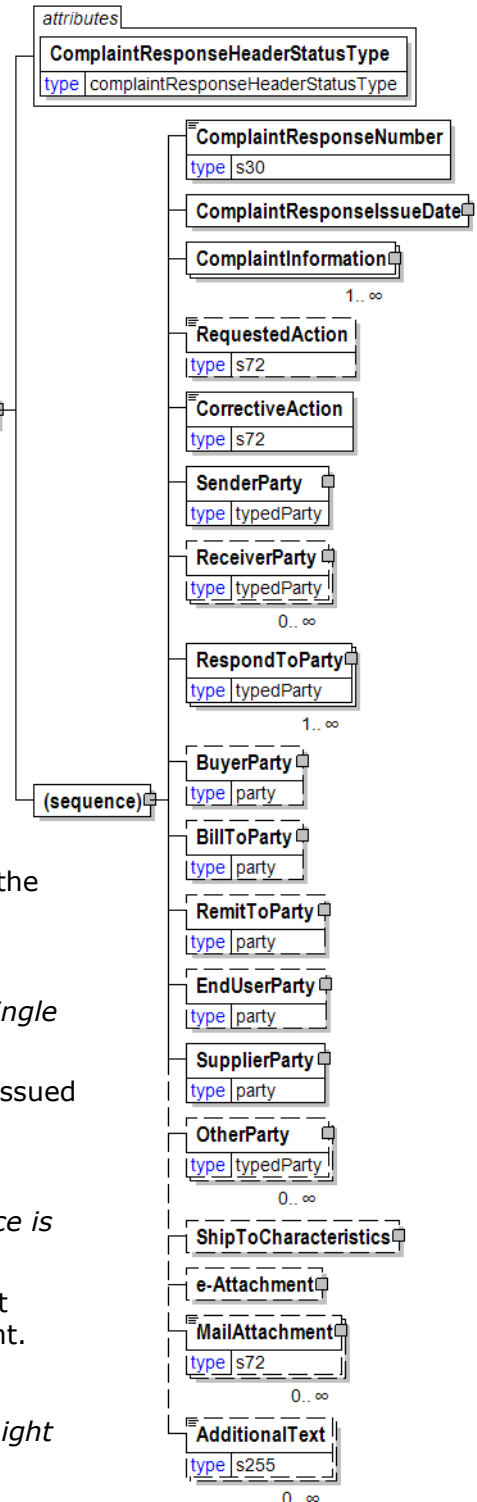 attributes
ComplaintResponseHeaderStatusType
type complaintResponseHeaderStatusType
ComplaintResponseNumber
type s30
ComplaintResponseIssueDate
ComplaintInformation
1.. ∞
RequestedAction
type s72
CorrectiveAction
type s72
SenderParty
type typedParty
ReceiverParty
type typedParty
0.. ∞
RespondToParty
type typedParty
1.. ∞
(sequence)
BuyerParty
type party
BillToParty
type party
RemitToParty
type party
EndUserParty
type party
SupplierParty
type party
OtherParty
type typedParty
0.. ∞
ShipToCharacteristics
e-Attachment
MailAttachment
type s72
0.. ∞
AdditionalText
type s255
0.. ∞
the
ingle
issued
ce is
t
nt.
ight